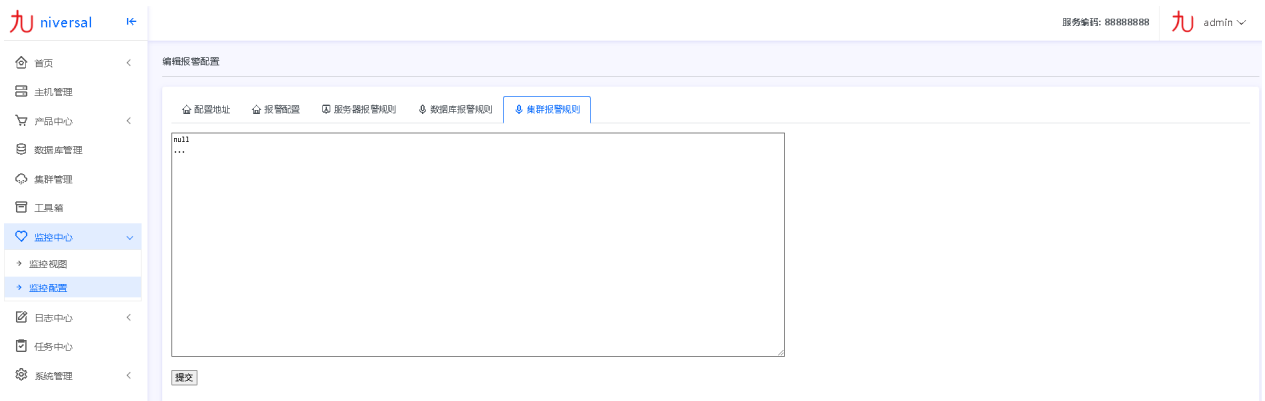 九 niversal
服务编码: 88888888
九 admin
首页
主机管理
产品中心
数据库管理
集群管理
工具箱
监控中心
监控视图
监控配置
日志中心
任务中心
系统管理
编辑报警配置
配置地址 报警配置 服务器报警规则 数据库报警规则 集群报警规则
null
...
提交